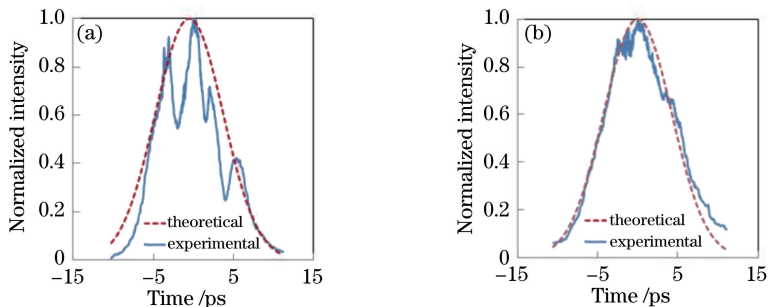 (a)
Normalized intensity
1.0
0.8
0.6
0.4
0.2
0
theoretical
experimental
−15
−5
5
15
Time /ps
(b)
Normalized intensity
1.0
0.8
0.6
0.4
0.2
0
theoretical
experimental
−15
−5
5
15
Time /ps